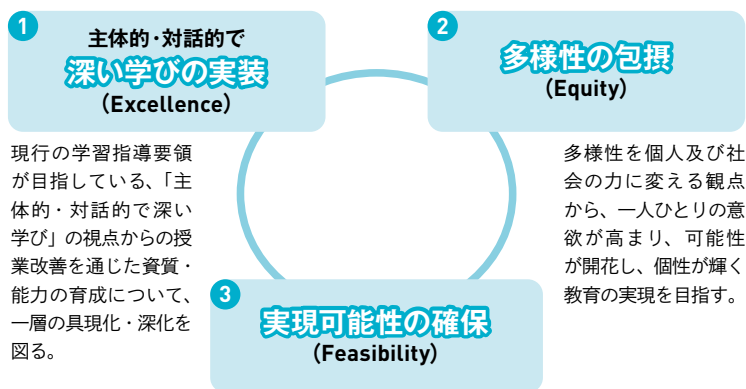 1
主体的・対話的で
深い学びの実装
(Excellence)
現行の学習指導要領
が目指している、「主
体的・対話的で深い
学び」の視点からの授
業改善を通じた資質・
能力の育成について、
一層の具現化・深化を
図る。
2
多様性の包摂
(Equity)
多様性を個人及び社
会の力に変える観点
から、一人ひとりの意
欲が高まり、可能性
が開花し、個性が輝く
教育の実現を目指す。
3
実現可能性の確保
(Feasibility)